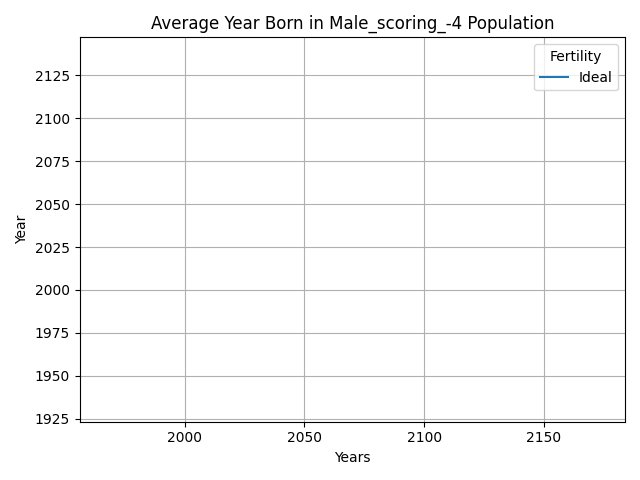 Average Year Born in Male_scoring_-4 Population
Fertility
Ideal
2125
2100
2075
2050
2025
2000
1975
1950
1925
Year
2000 2050 2100 2150
Years